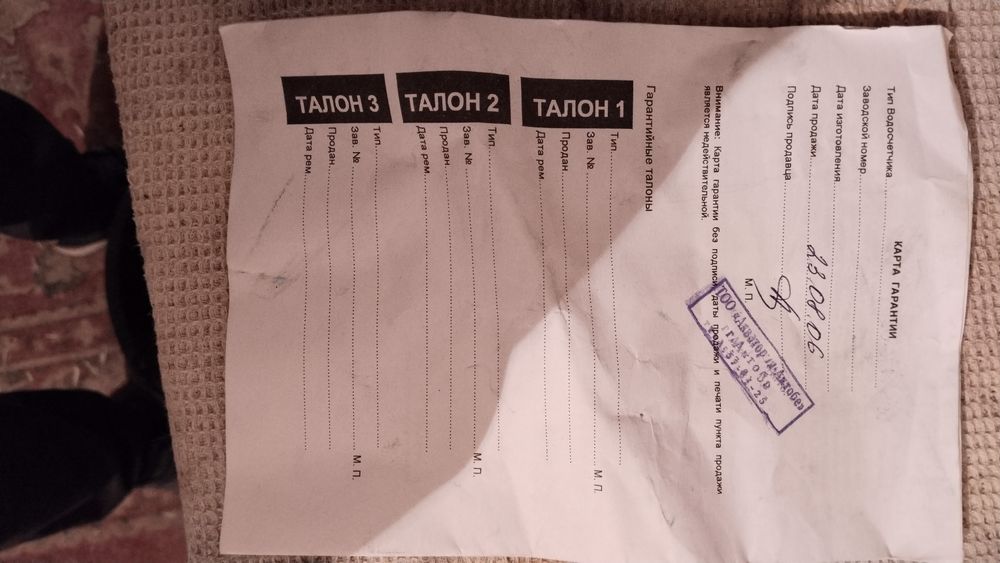 КАРТА ГАРАНТИИ
Тип Водосчетчика
Заводской номер
Дата изготовления
Дата продажи 23.08.06
Подпись продавца
М. П.
Внимание: Карта гарантии без подписи, даты продажи и печати пункта продажи
является недействительной.
Гарантийные талоны
ТАЛОН 1
Тип
Зав. №
Продан
Дата рем.
М. П.
ТАЛОН 2
Тип
Зав. №
Продан
Дата рем.
М. П.
ТАЛОН 3
Тип
Зав. №
Продан
Дата рем.
М. П.
ТОО